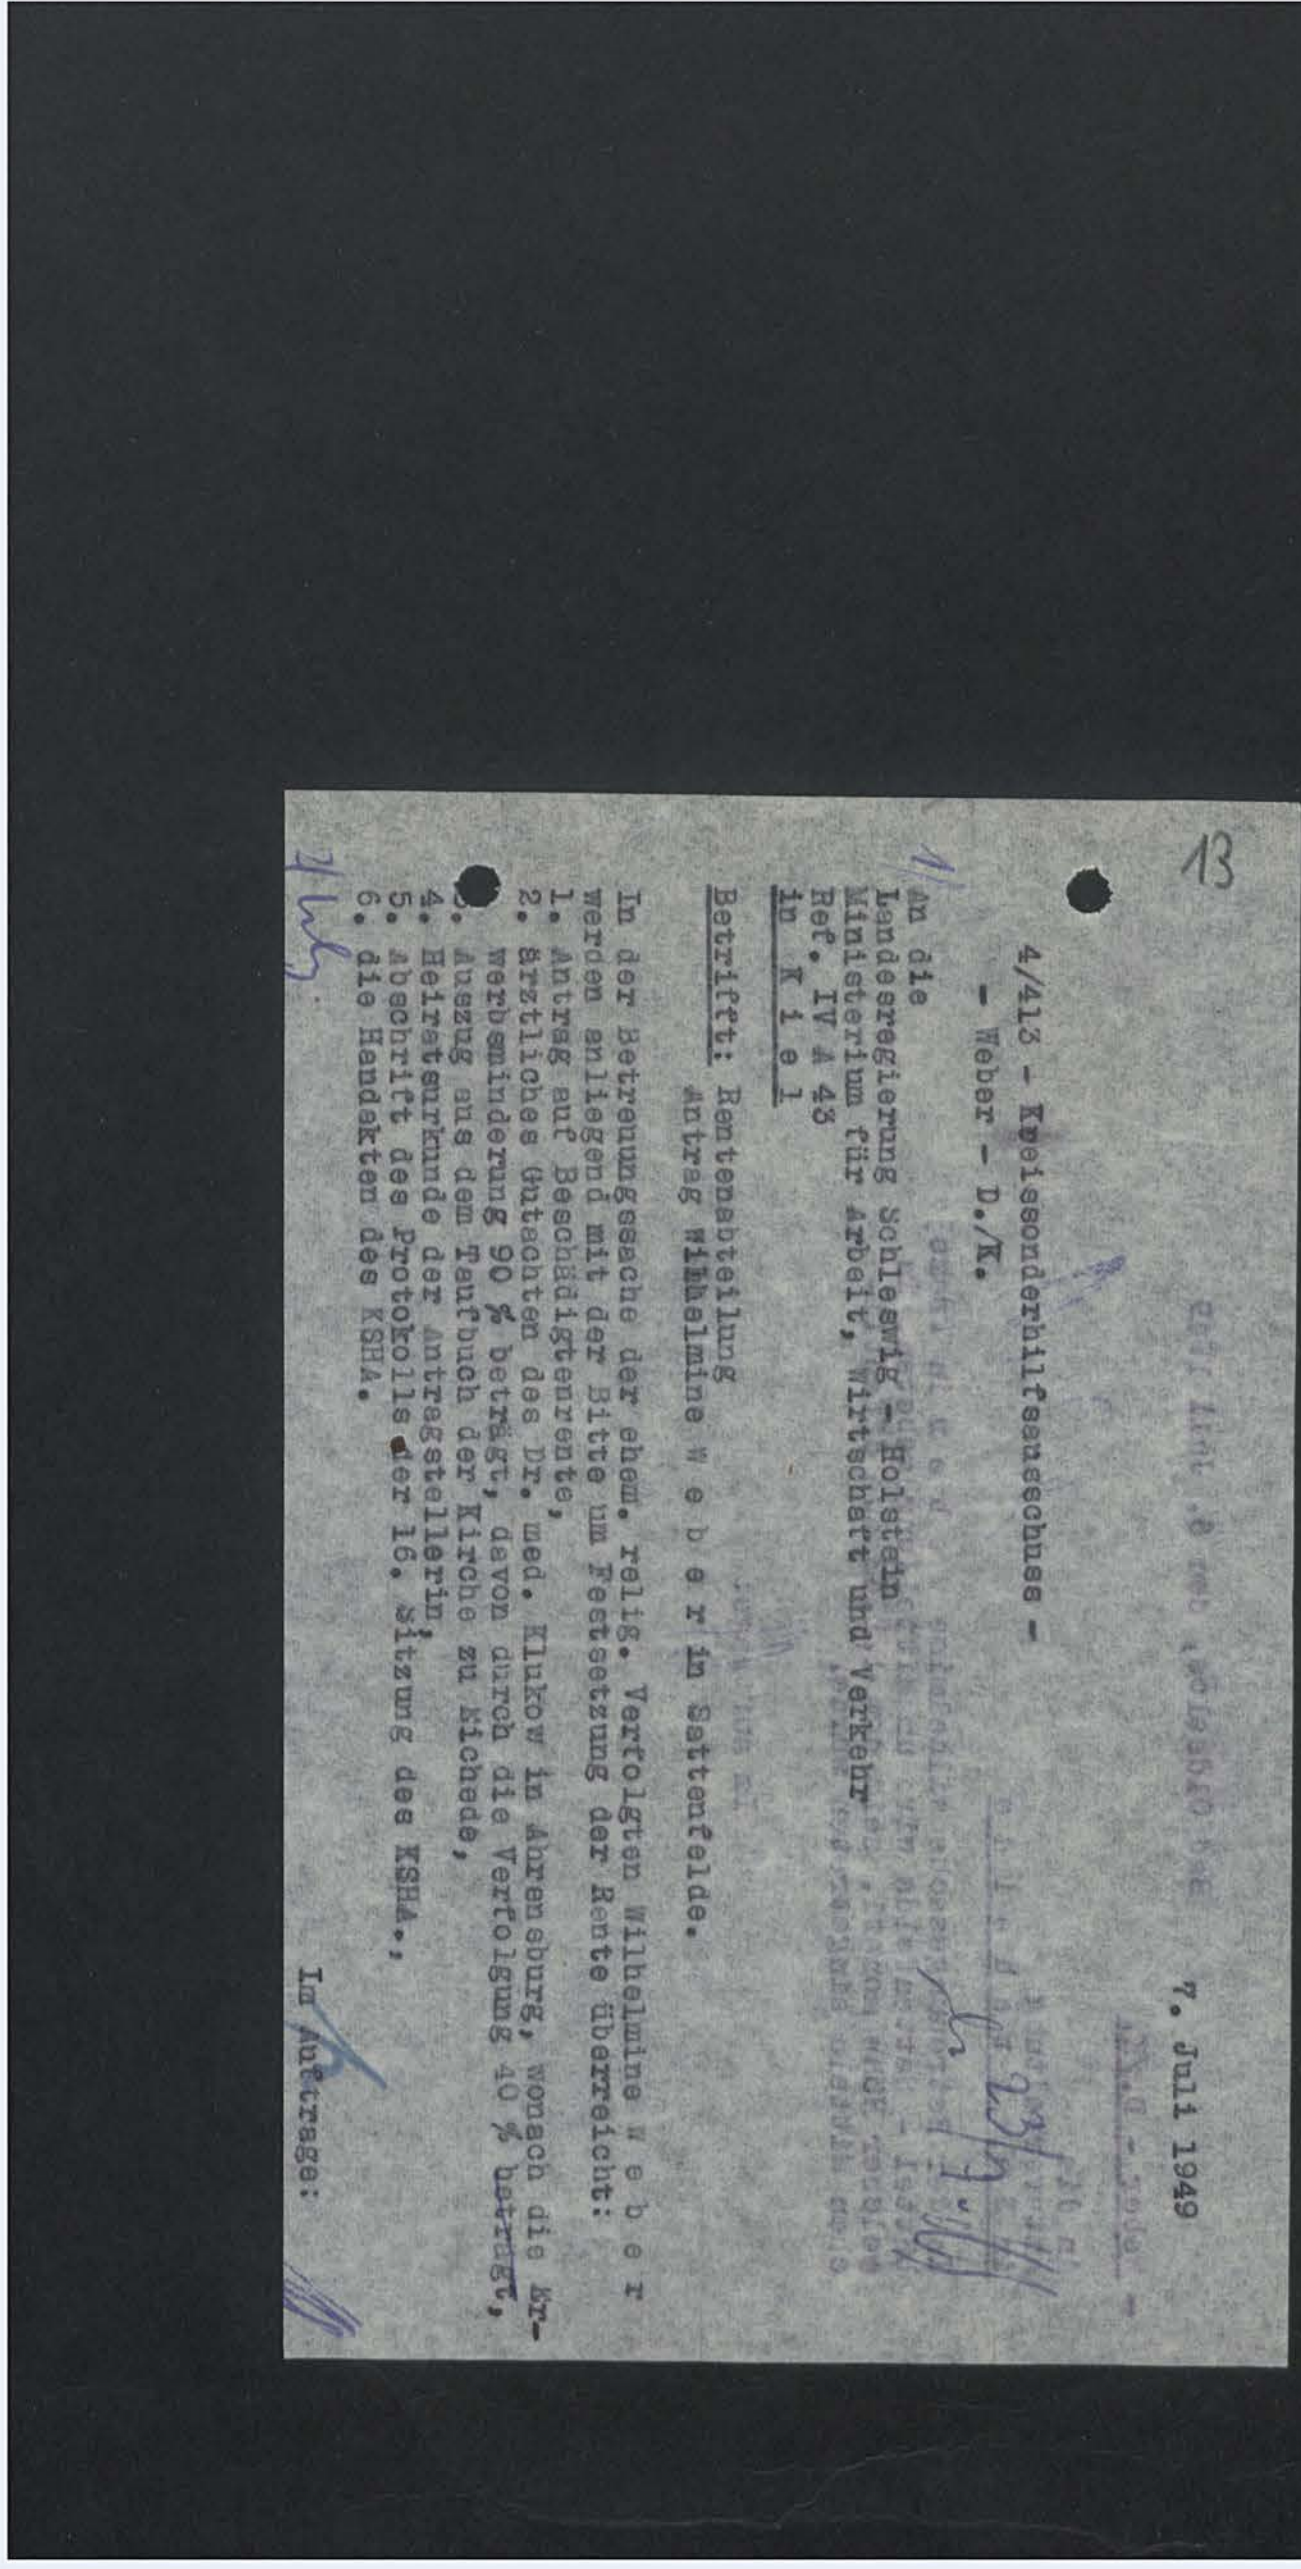 13
7. Juli 1949
4/413 - Kreissonderhilfsausschuss -
- Weber - D./K.
1/
An die
Landesregierung Schleswig - Holstein
Ministerium für Arbeit, Wirtschaft und Verkehr
Ref. IV A 43
in K i e l
Betrifft: Rentenabteilung
Antrag Wilhelmine W e b e r in Sattenfelde.
In der Betreuungssache der ehem. relig. Verfolgten Wilhelmine W e b e r
werden anliegend mit der Bitte um Festsetzung der Rente überreicht:
1. Antrag auf Beschädigtenrente,
2. ärztliches Gutachten des Dr. med. Klukow in Ahrensburg, wonach die Er-
werbsminderung 90 % beträgt, davon durch die Verfolgung 40 % beträgt,
3. Auszug aus dem Taufbuch der Kirche zu Eichede,
4. Heiratsurkunde der Antragstellerin,
5. Abschrift des Protokolls der 16. Sitzung des KSHA.,
6. die Handakten des KSHA.
Im Auftrage: